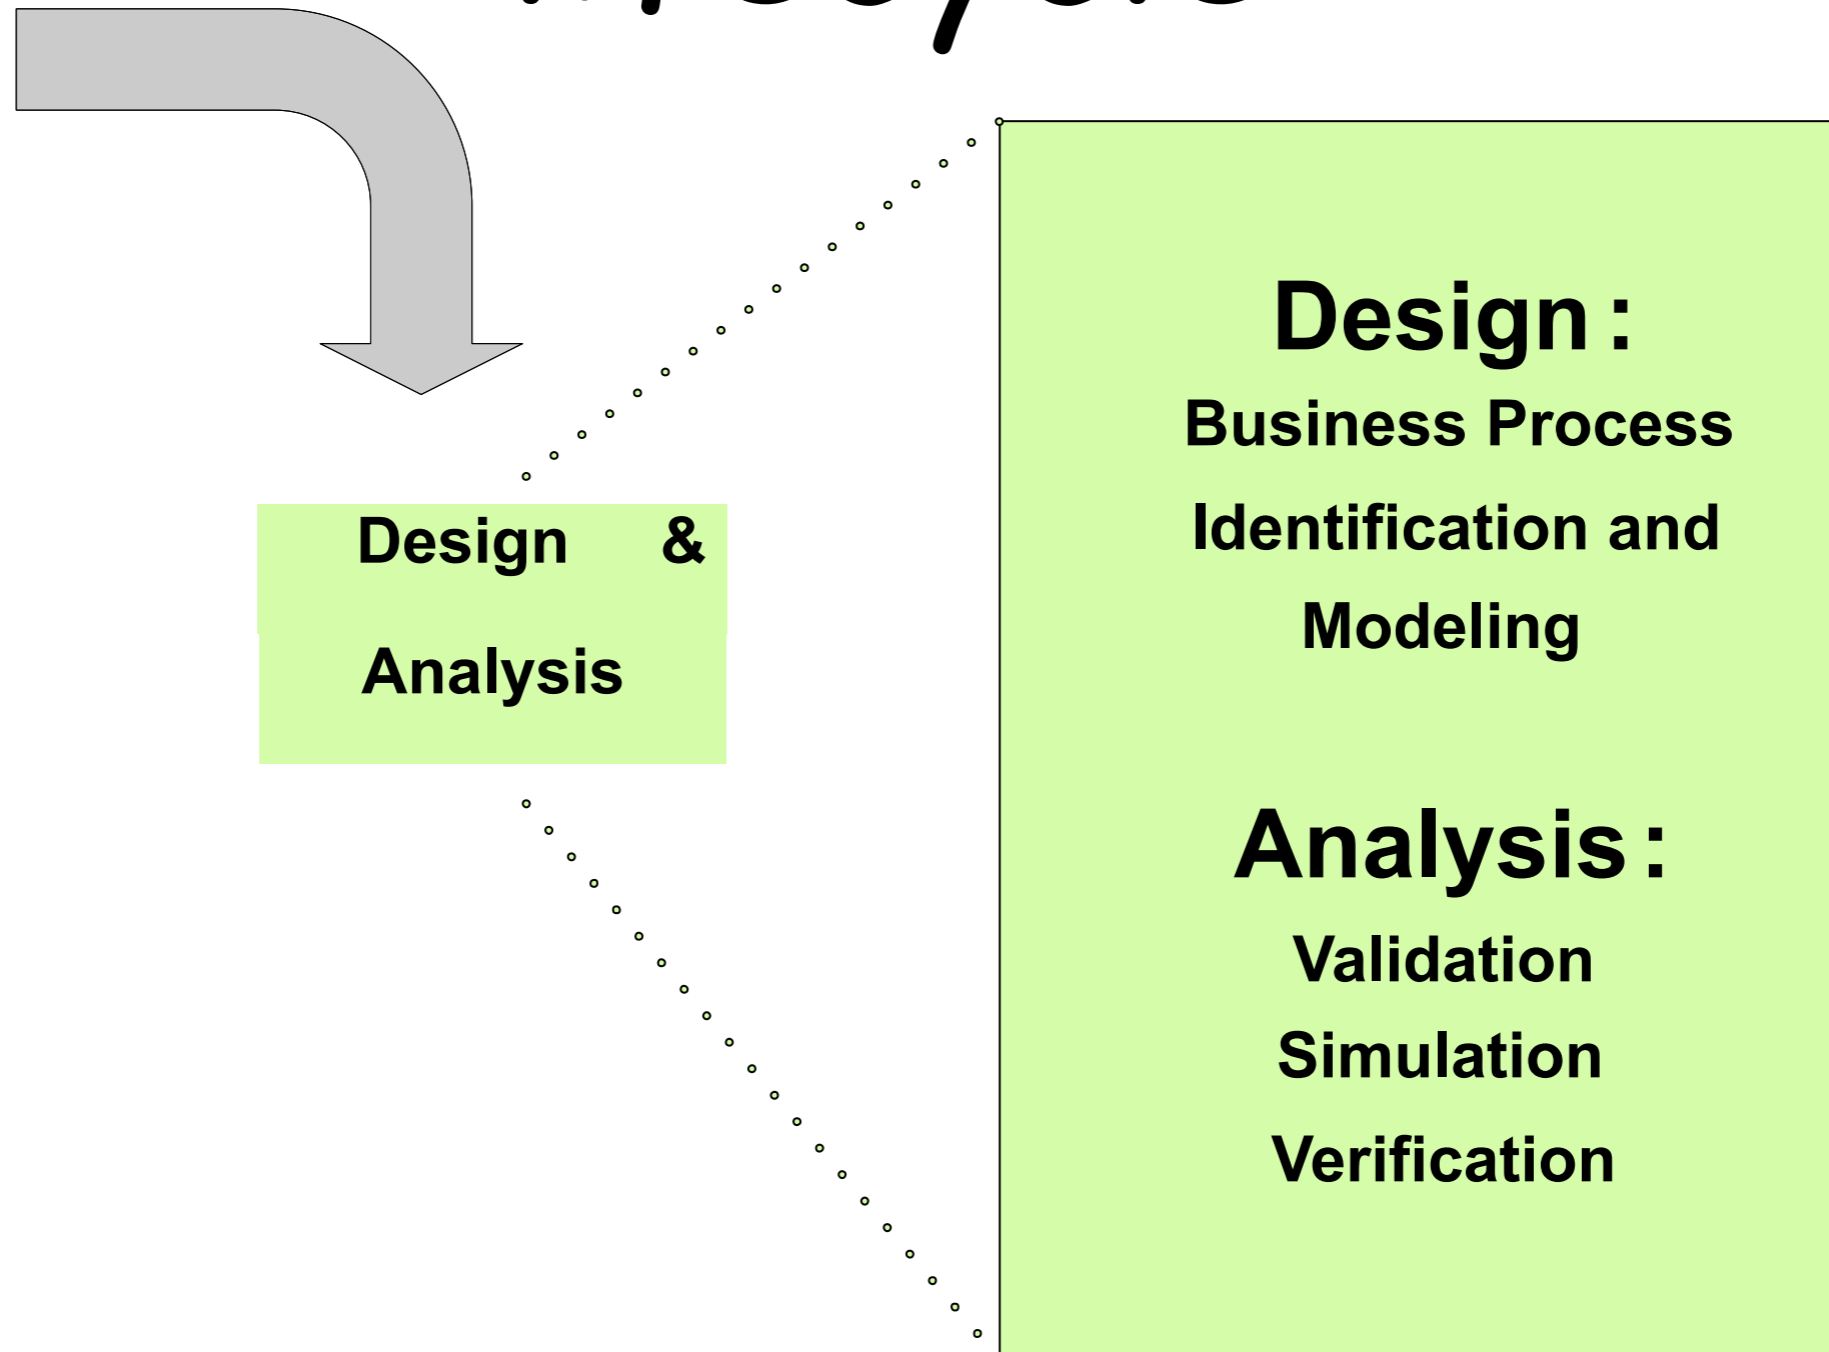 Design &
Analysis
Design:
Business Process
Identification and
Modeling
Analysis:
Validation
Simulation
Verification